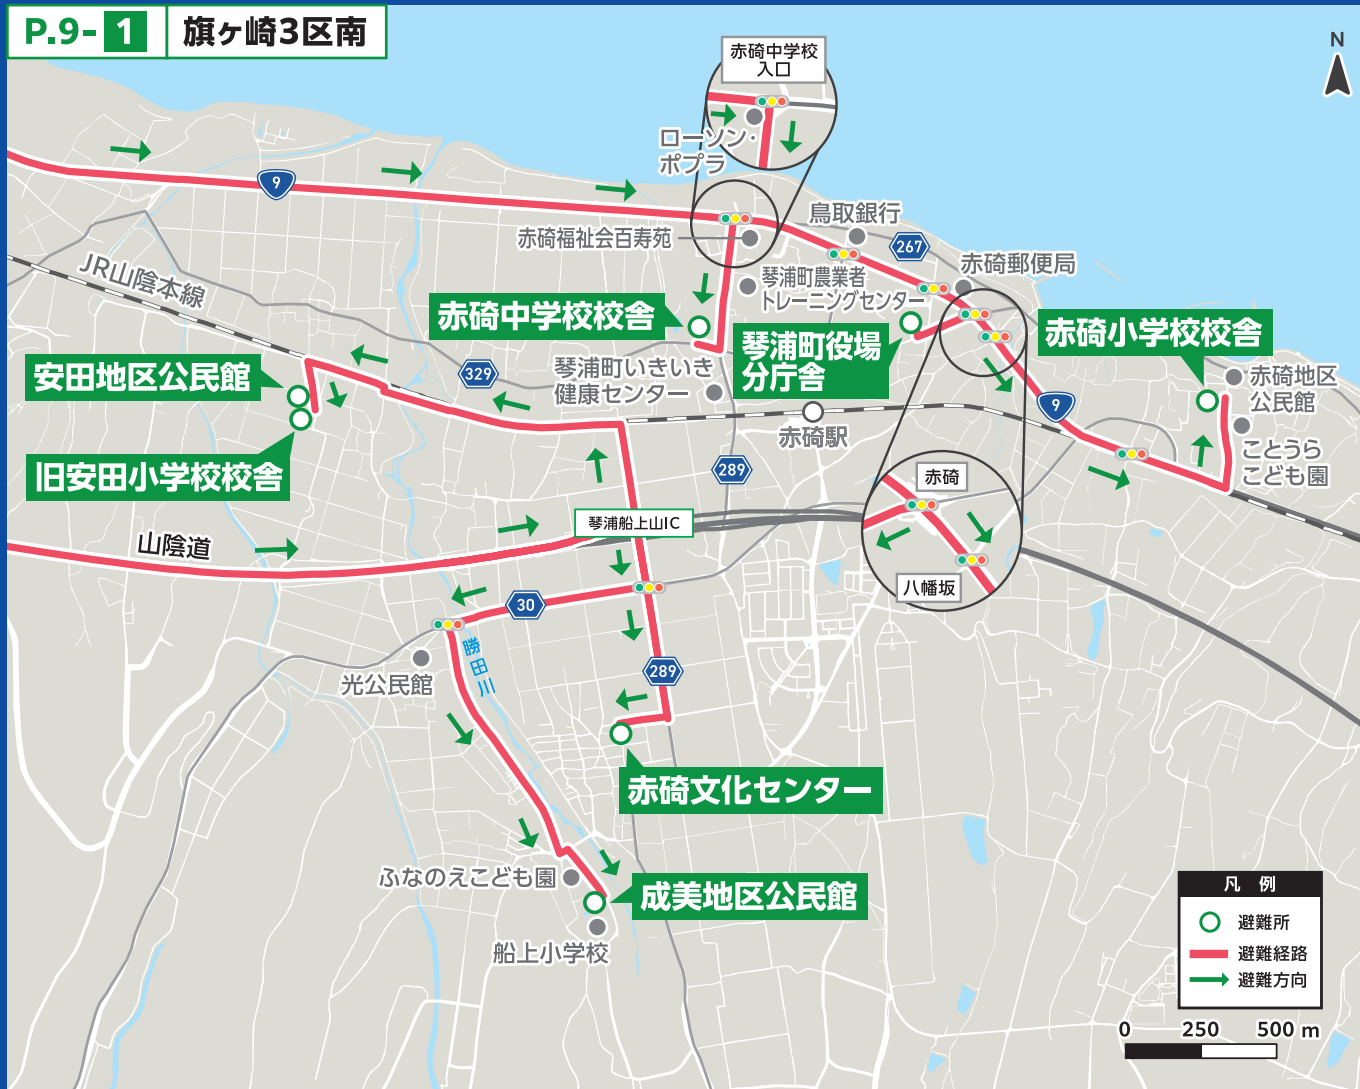 P.9-1 旗ヶ崎3区南
N
赤碕中学校
入口
ローソン・
ポプラ
9
鳥取銀行
赤碕福祉会百寿苑
267
赤碕郵便局
JR山陰本線
琴浦町農業者
トレーニングセンター
赤碕中学校校舎
赤碕小学校校舎
琴浦町役場
分庁舎
安田地区公民館
329
琴浦町いきいき
健康センター
赤碕地区
公民館
9
赤碕駅
ことうら
こども園
旧安田小学校校舎
289
赤碕
琴浦船上山IC
山陰道
八幡坂
30
勝田川
289
光公民館
赤碕文化センター
ふなのえこども園
成美地区公民館
船上小学校
凡例
避難所
避難経路
避難方向
0 250 500 m